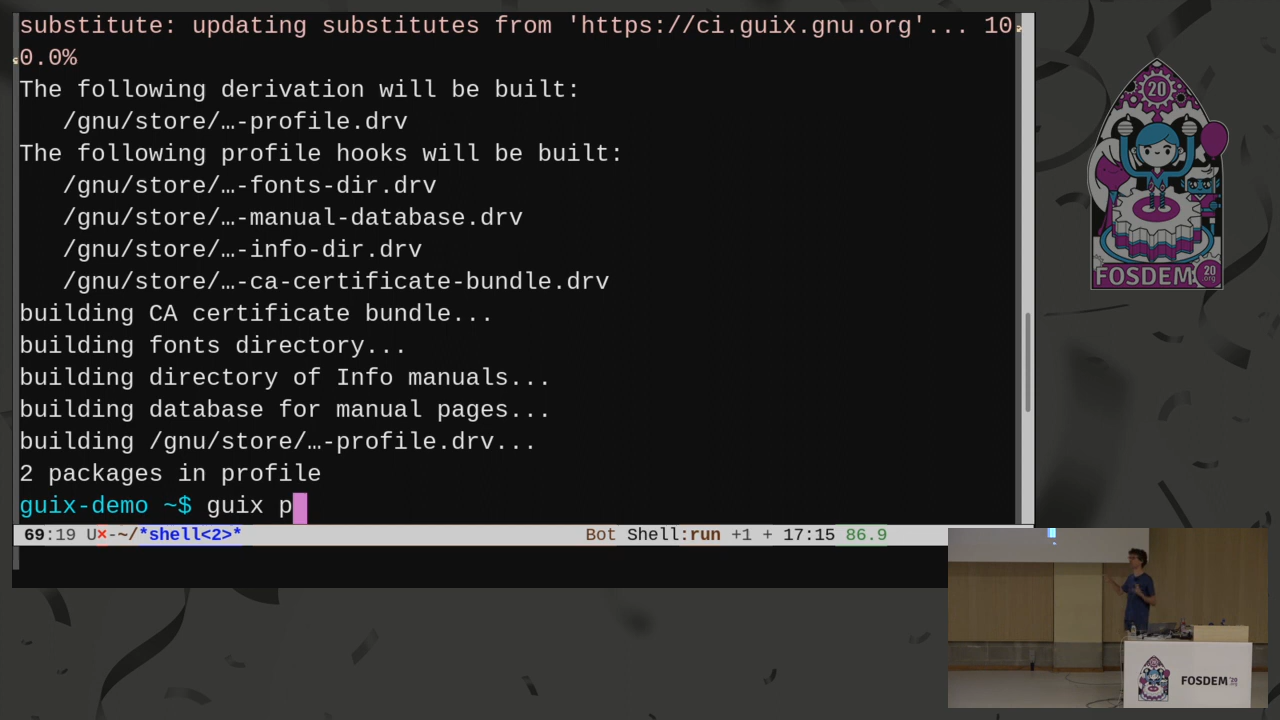 substitute: updating substitutes from 'https://ci.guix.gnu.org'... 10
0.0%
The following derivation will be built:
   /gnu/store/…-profile.drv
The following profile hooks will be built:
   /gnu/store/…-fonts-dir.drv
   /gnu/store/…-manual-database.drv
   /gnu/store/…-info-dir.drv
   /gnu/store/…-ca-certificate-bundle.drv
building CA certificate bundle...
building fonts directory...
building directory of Info manuals...
building database for manual pages...
building /gnu/store/…-profile.drv...
2 packages in profile
guix-demo ~$ guix p
69:19 U×-~/*shell<2>* Bot Shell:run +1 + 17:15 86.9
20
FOSDEM 20 .org
FOSDEM '20 .org